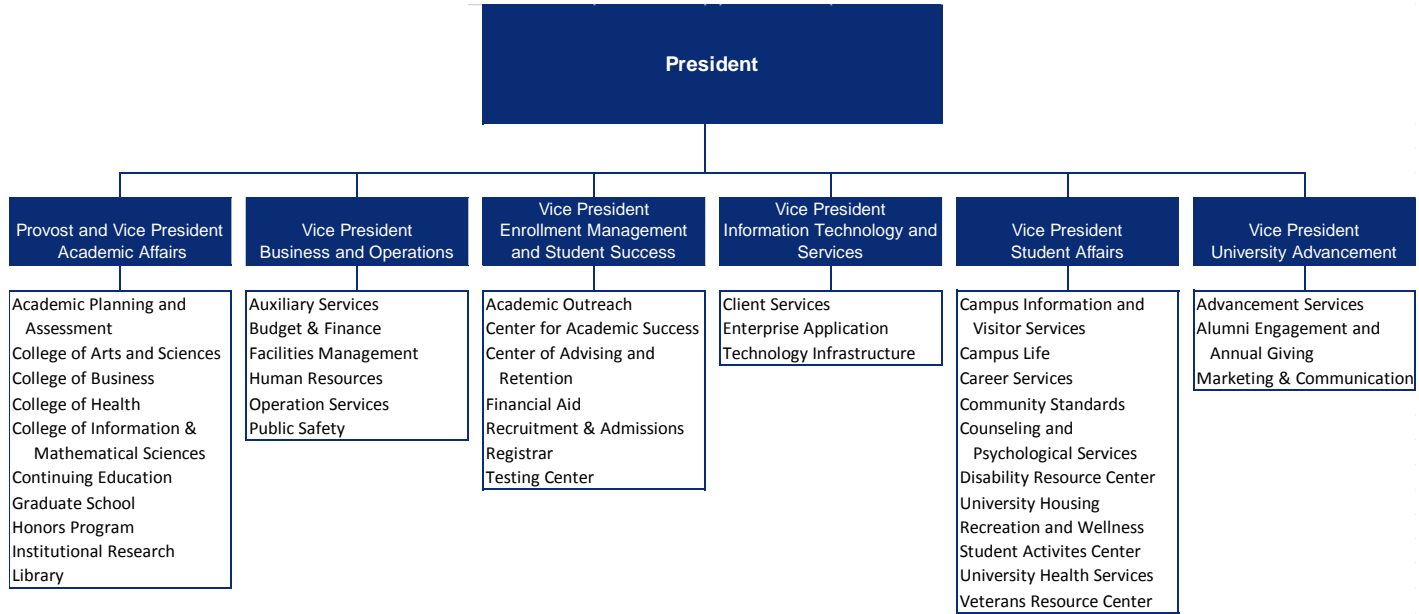 President
Provost and Vice President
Academic Affairs
Vice President
Business and Operations
Vice President
Enrollment Management
and Student Success
Vice President
Information Technology and
Services
Vice President
Student Affairs
Vice President
University Advancement
Academic Planning and
Assessment
College of Arts and Sciences
College of Business
College of Health
College of Information &
Mathematical Sciences
Continuing Education
Graduate School
Honors Program
Institutional Research
Library
Auxiliary Services
Budget & Finance
Facilities Management
Human Resources
Operation Services
Public Safety
Academic Outreach
Center for Academic Success
Center of Advising and
Retention
Financial Aid
Recruitment & Admissions
Registrar
Testing Center
Client Services
Enterprise Application
Technology Infrastructure
Campus Information and
Visitor Services
Campus Life
Career Services
Community Standards
Counseling and
Psychological Services
Disability Resource Center
University Housing
Recreation and Wellness
Student Activites Center
University Health Services
Veterans Resource Center
Advancement Services
Alumni Engagement and
Annual Giving
Marketing & Communication